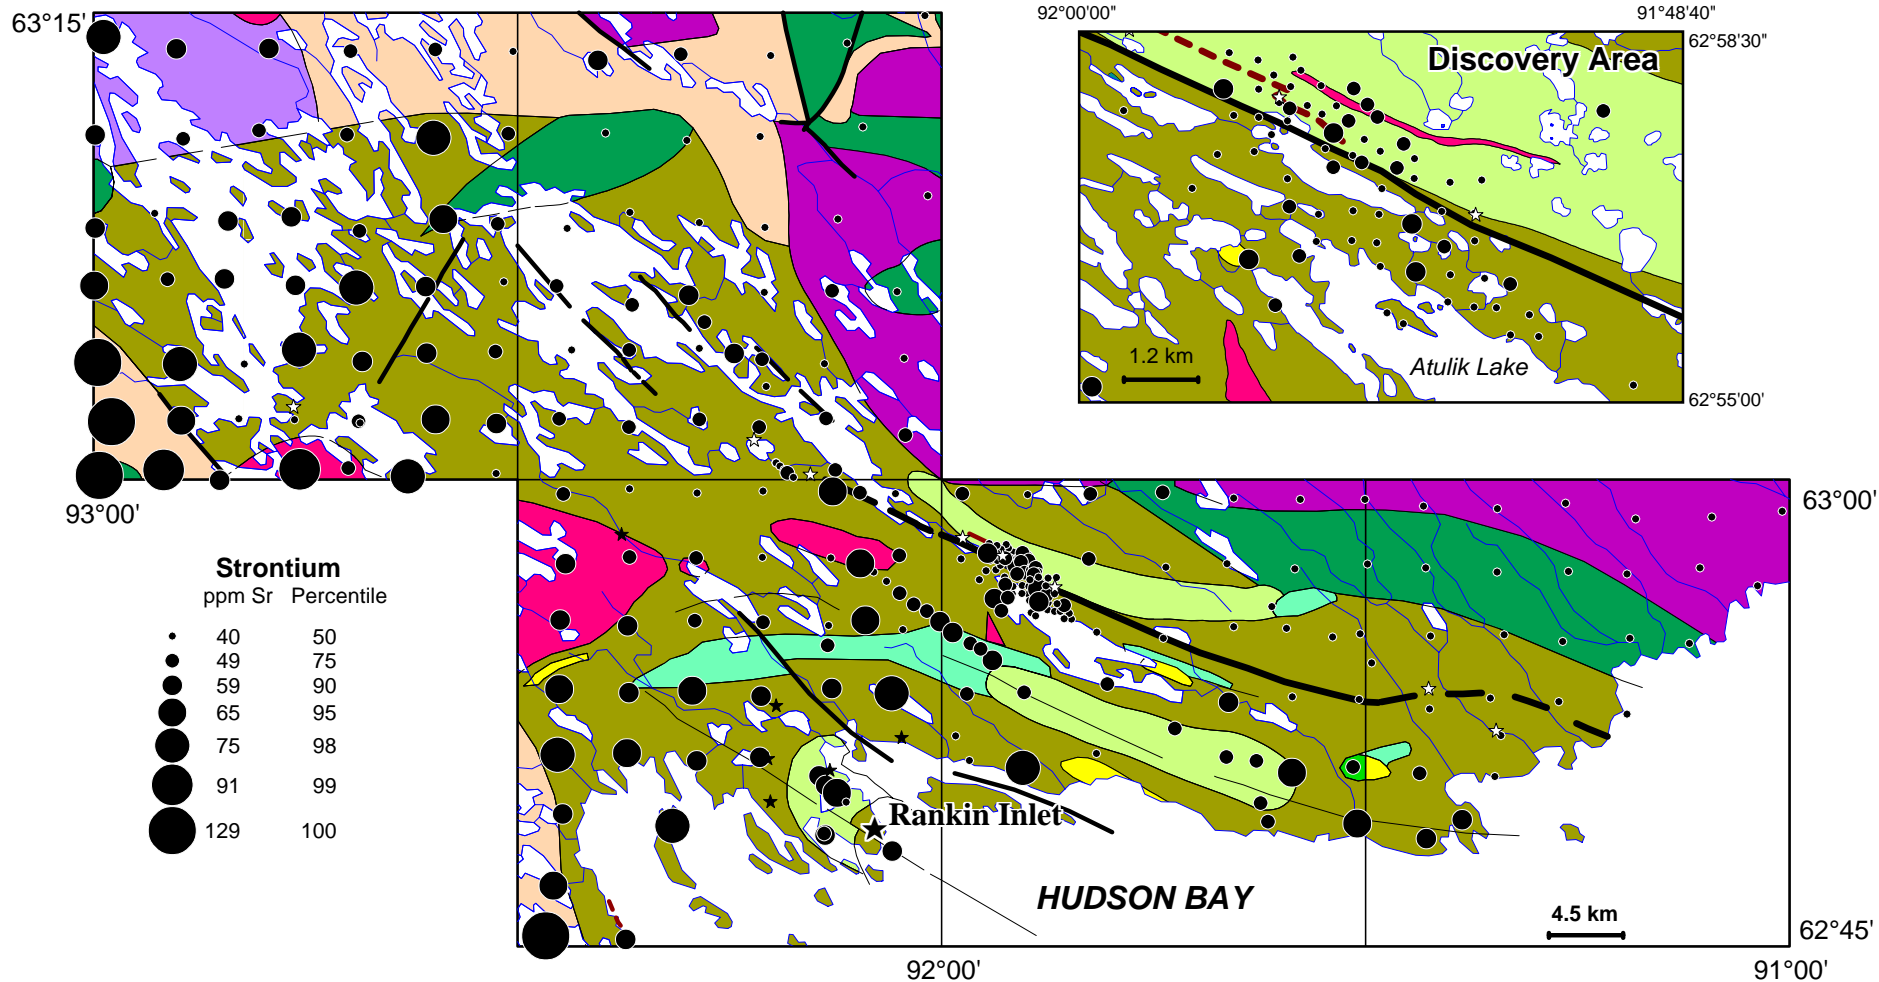 63°15'
92°00'00"
91°48'40"
62°58'30"
Discovery Area
1.2 km
Atulik Lake
62°55'00'
93°00'
63°00'
Strontium
ppm Sr Percentile
40 50
49 75
59 90
65 95
75 98
91 99
129 100
Rankin Inlet
HUDSON BAY
4.5 km
62°45'
92°00'
91°00'